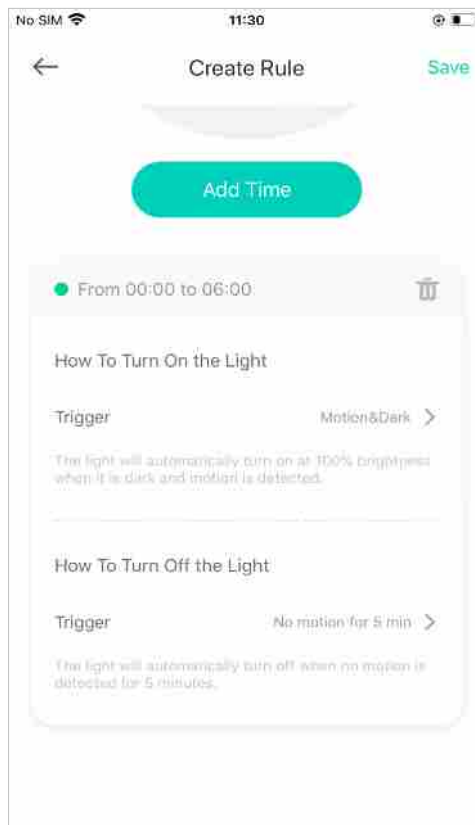 No SIM 11:30
Create Rule Save
Add Time
From 00:00 to 06:00
How To Turn On the Light
Trigger Motion&Dark
The light will automatically turn on at 100% brightness
when it is dark and motion is detected.
How To Turn Off the Light
Trigger No motion for 5 min
The light will automatically turn off when no motion is
detected for 5 minutes.